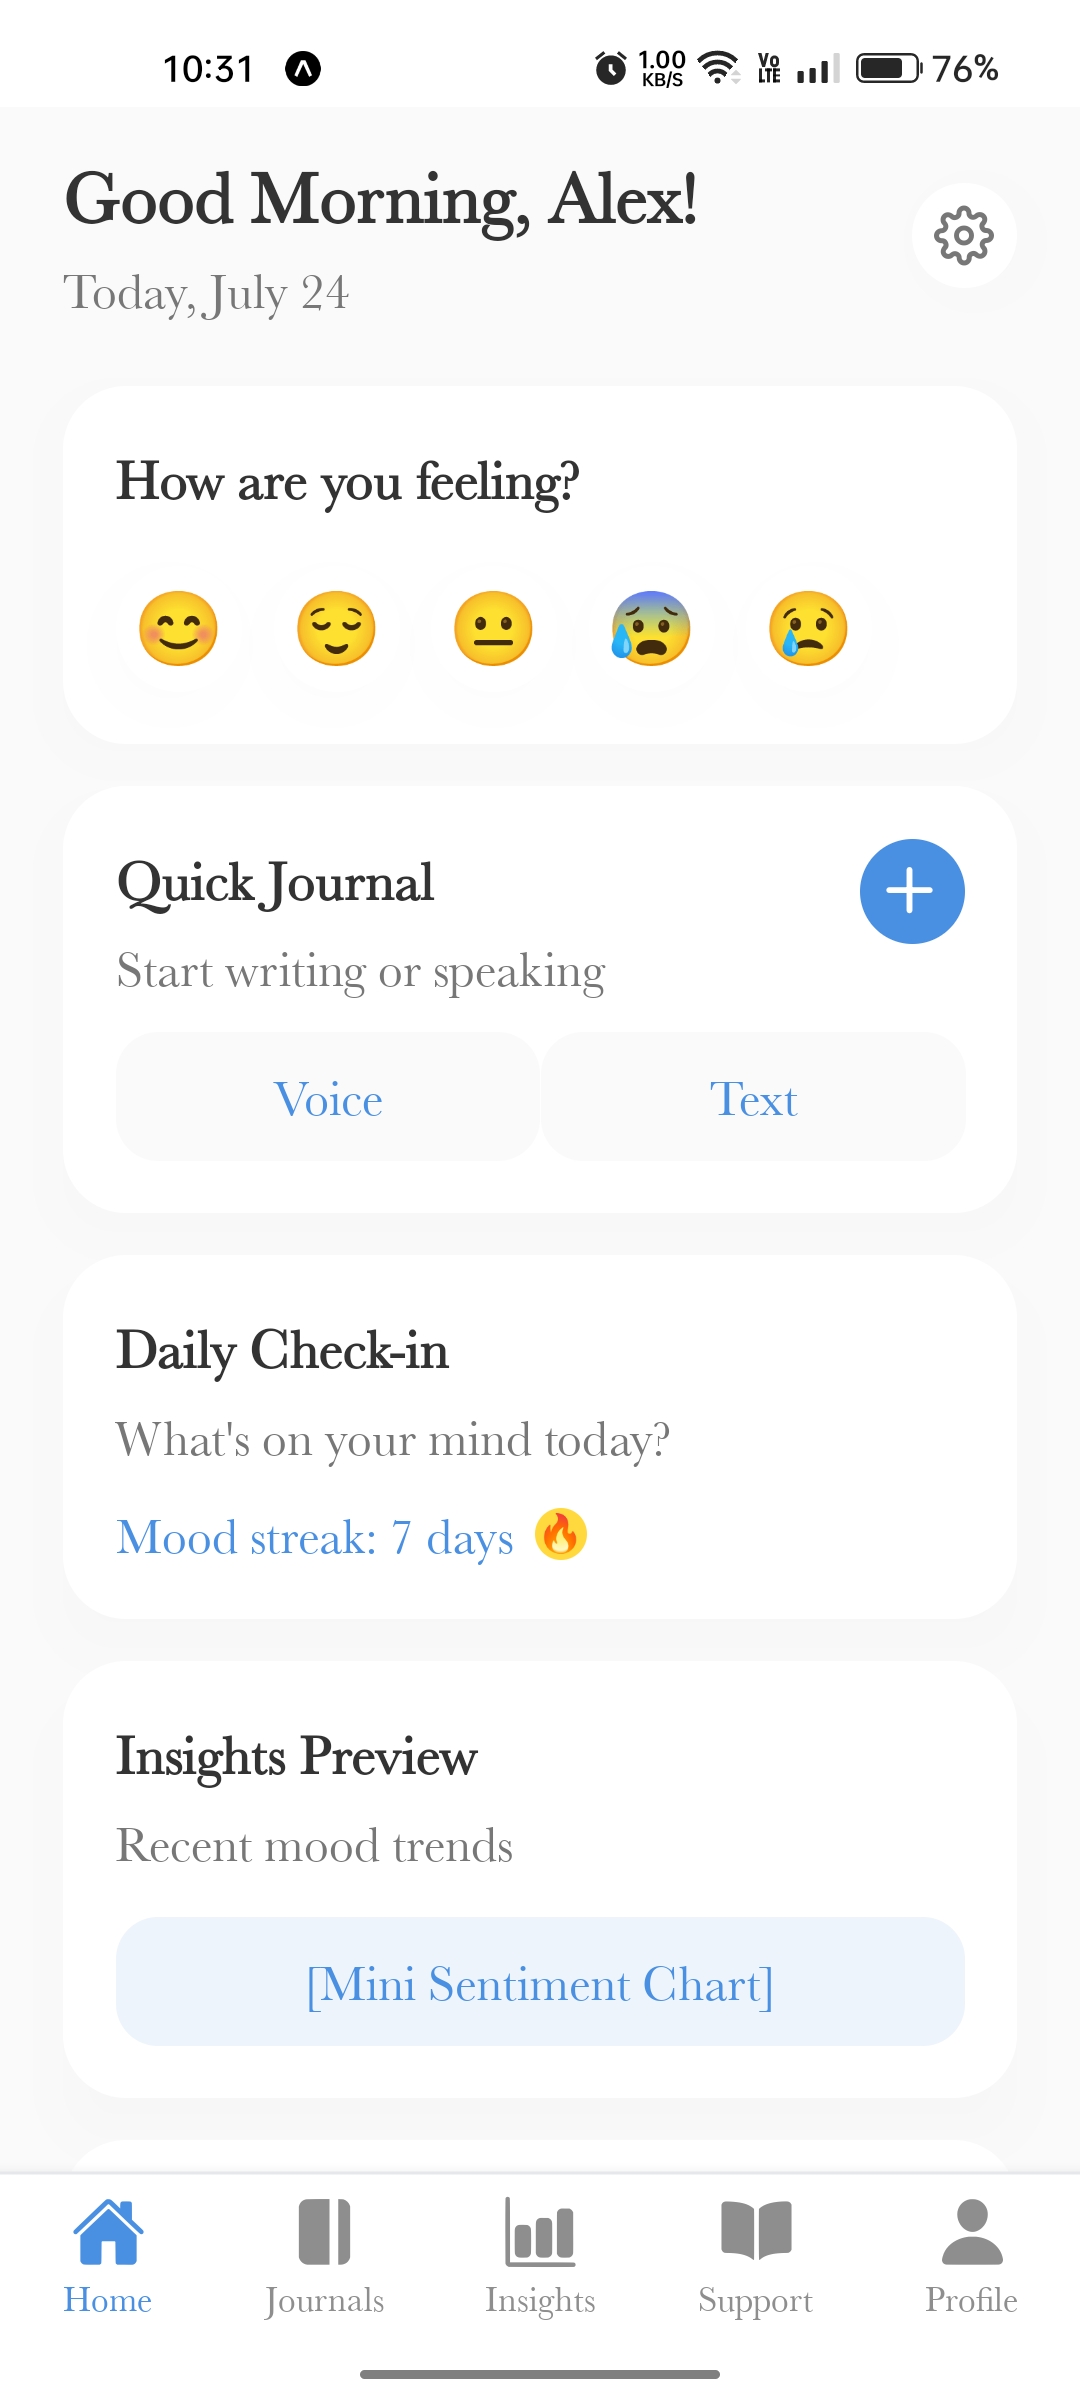 10:31
1.00 KB/S
Vo LTE
76%
Good Morning, Alex!
Today, July 24
How are you feeling?
Quick Journal
Start writing or speaking
Voice
Text
Daily Check-in
What's on your mind today?
Mood streak: 7 days
Insights Preview
Recent mood trends
[Mini Sentiment Chart]
Home
Journals
Insights
Support
Profile